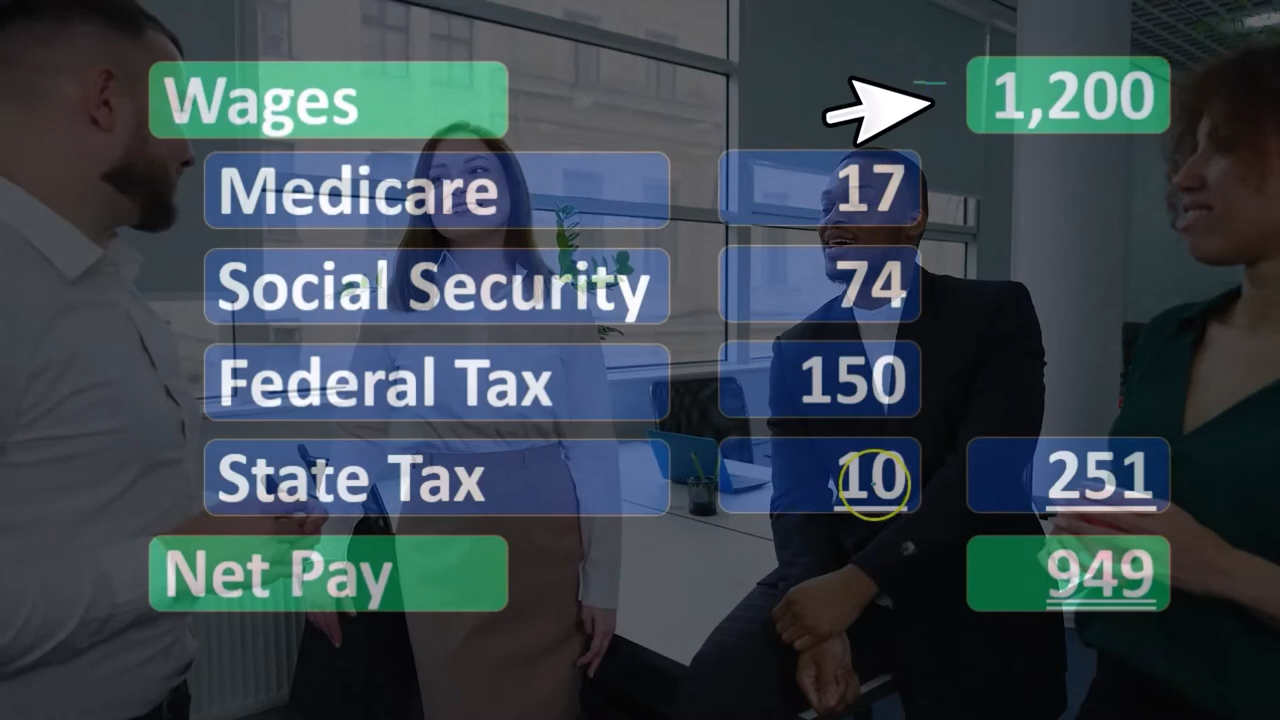 Wages 1,200
Medicare 17
Social Security 74
Federal Tax 150
State Tax 10 251
Net Pay 949